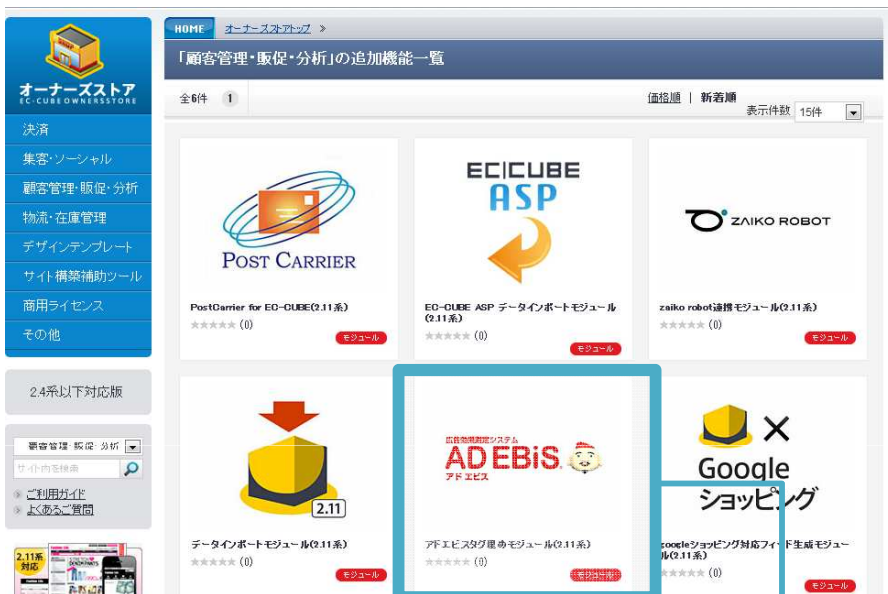 HOME オーナーズストアトップ >
「顧客管理・販促・分析」の追加機能一覧
オーナーズストア
EC-CUBE OWNERSSTORE
決済
集客・ソーシャル
顧客管理・販促・分析
物流・在庫管理
デザインテンプレート
サイト構築補助ツール
商用ライセンス
その他
2.4系以下対応版
顧客管理・販促・分析
サイト内を検索
ご利用ガイド
よくあるご質問
2.11系
対応
全6件 1
価格順 | 新着順
表示件数 15件
POST CARRIER
PostCarrier for EC-CUBE(2.11系)
★★★★★ (0)
モジュール
EC CUBE
ASP
EC-CUBE ASP データインポートモジュール
(2.11系)
★★★★★ (0)
モジュール
ZAIKO ROBOT
zaiko robot連携モジュール(2.11系)
★★★★★ (0)
モジュール
2.11
データインポートモジュール(2.11系)
★★★★★ (0)
モジュール
広告効果測定システム
AD EBiS.
アドエビス
アドエビスタグ埋めモジュール(2.11系)
★★★★★ (0)
モジュール
×
Google
ショッピング
googleショッピング対応フィード生成モジュー
ル(2.11系)
★★★★★ (0)
モジュール